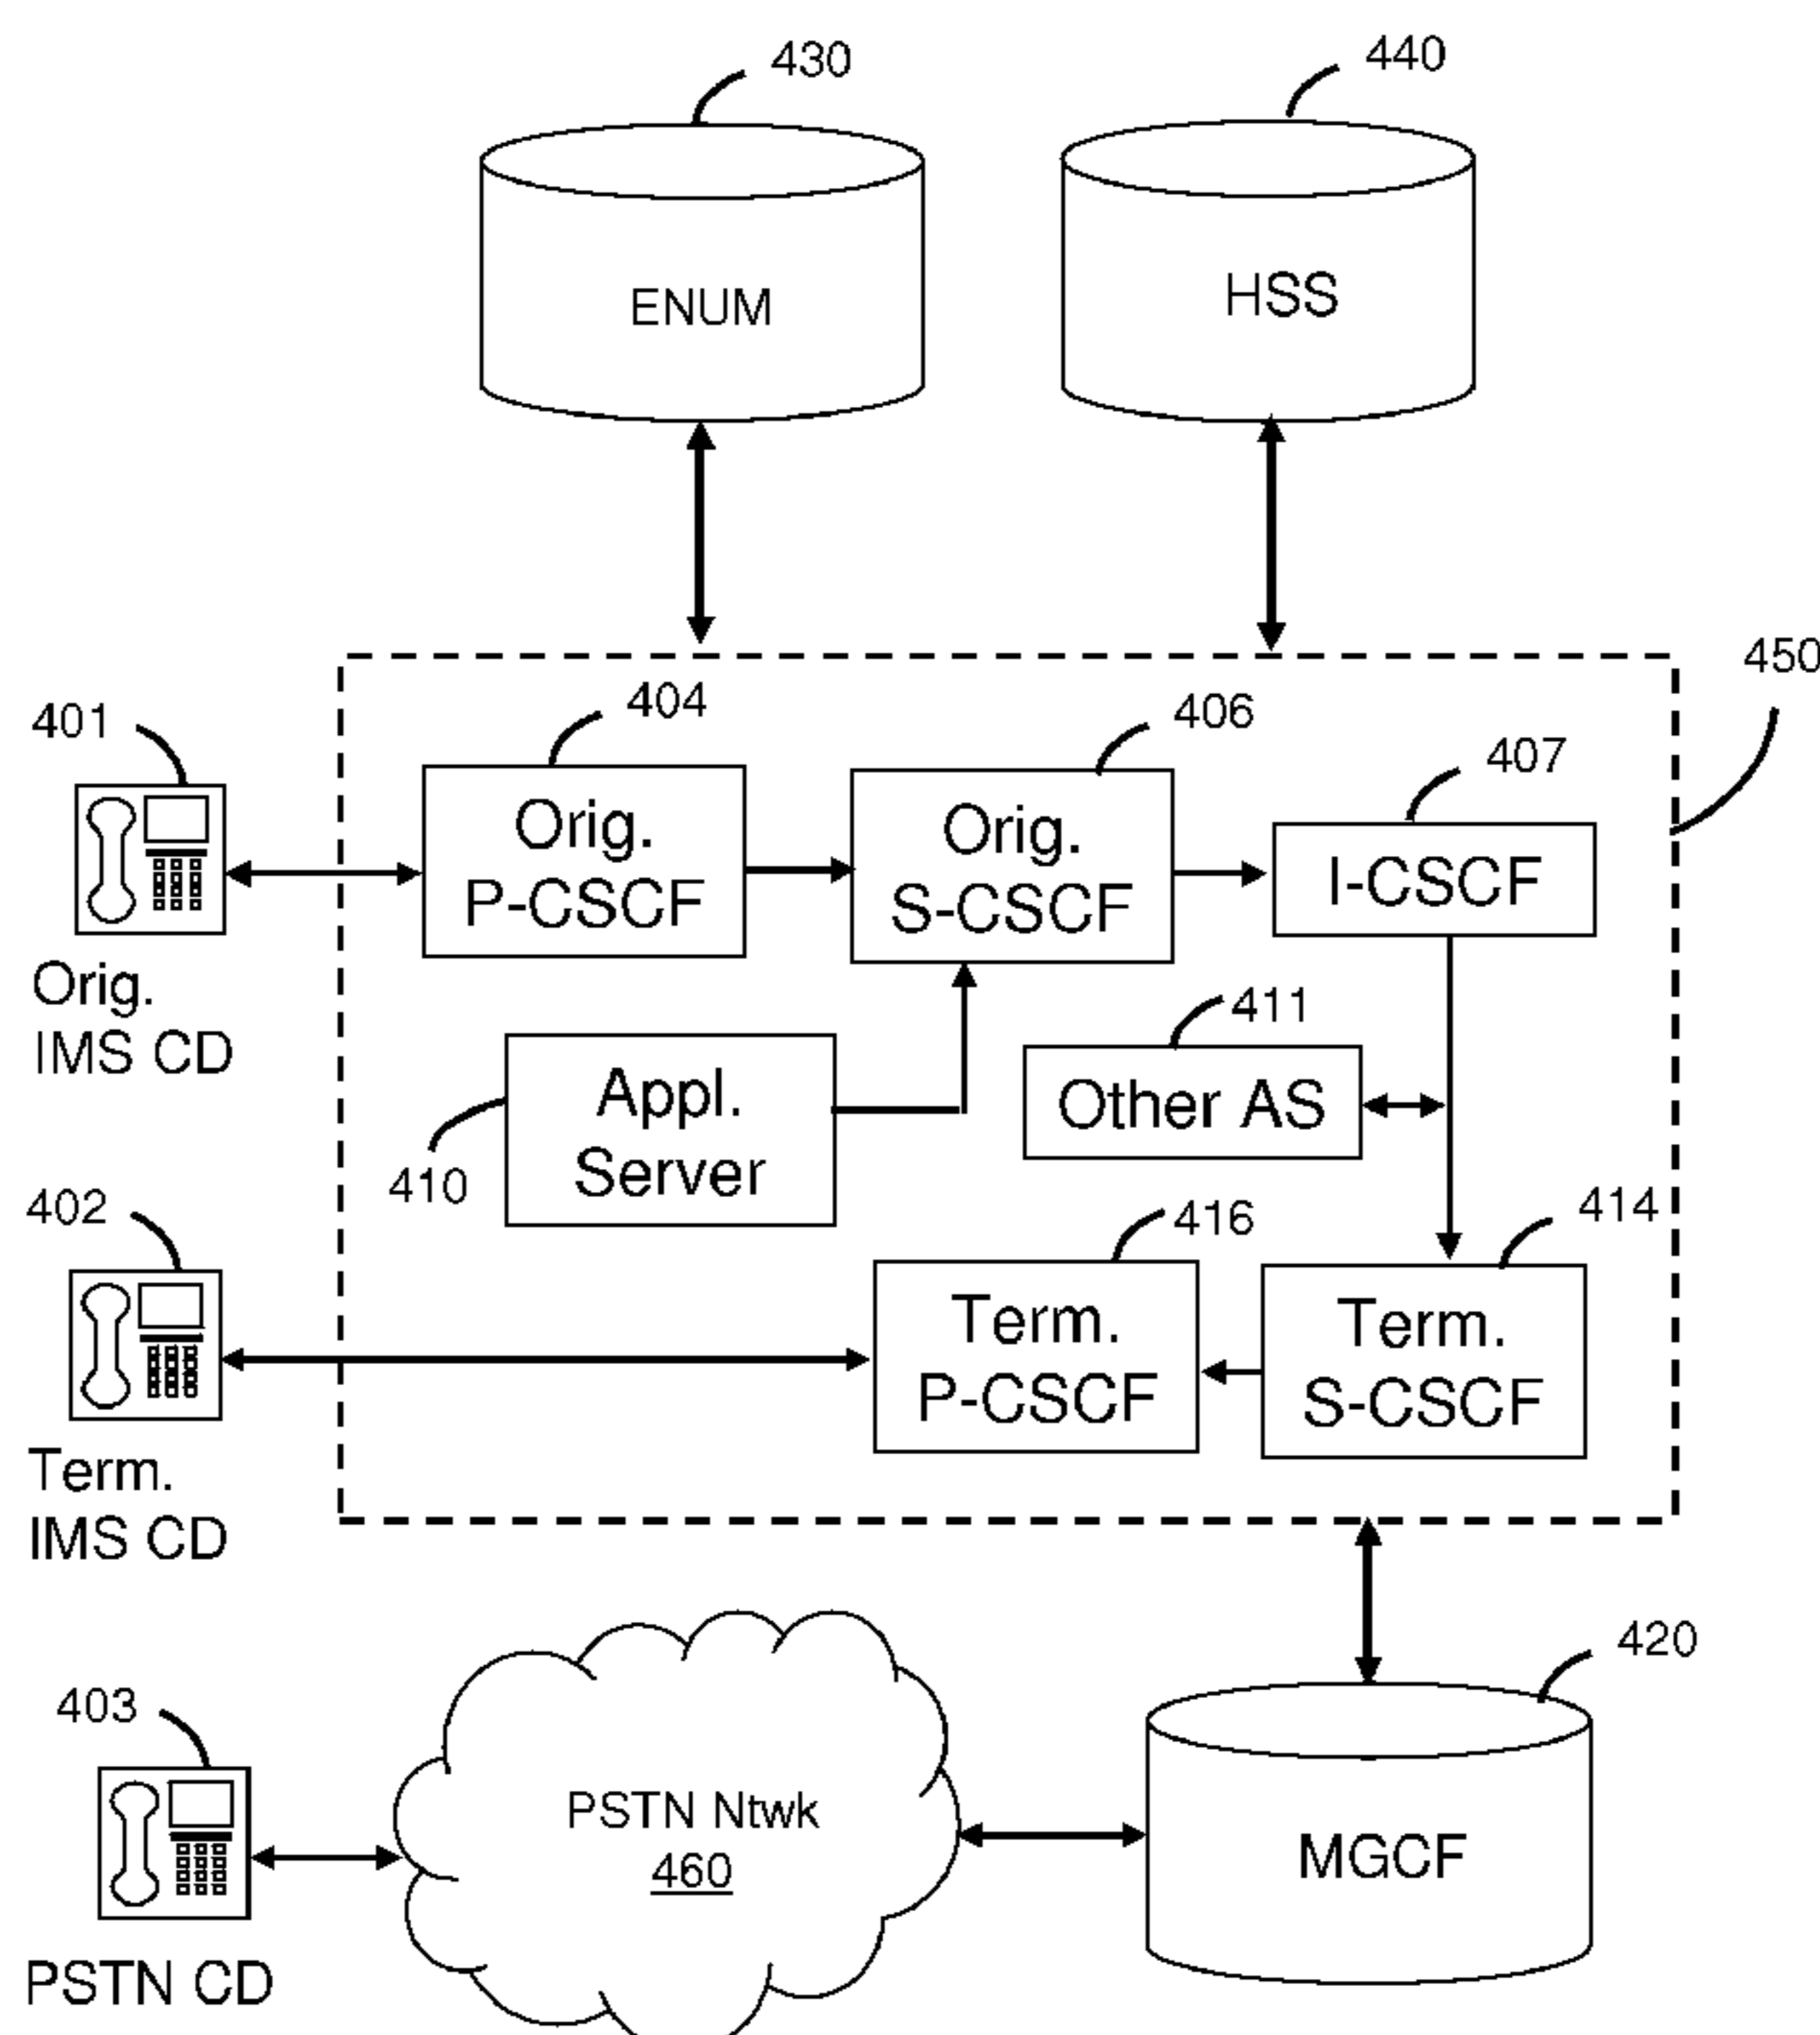 430
440
ENUM
HSS
450
401
404
406
407
Orig.
P-CSCF
Orig.
S-CSCF
I-CSCF
Orig.
IMS CD
411
Other AS
Appl.
Server
410
402
416
414
Term.
P-CSCF
Term.
S-CSCF
Term.
IMS CD
420
403
PSTN Ntwk
460
MGCF
PSTN CD